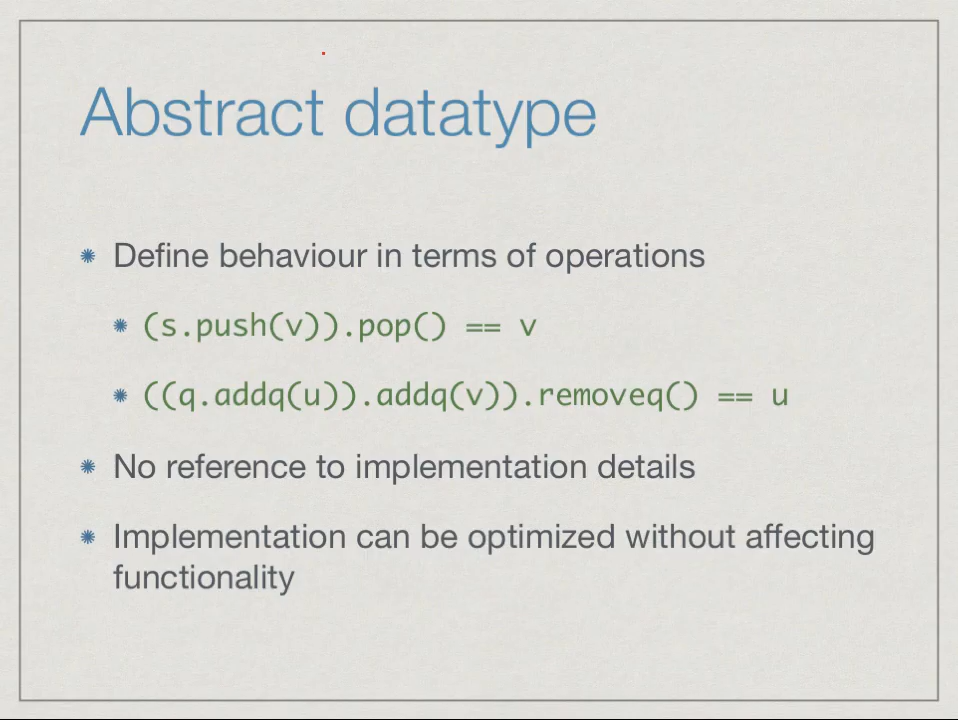 Abstract datatype
Define behaviour in terms of operations
(s.push(v)).pop() == v
((q.addq(u)).addq(v)).removeq() == u
No reference to implementation details
Implementation can be optimized without affecting
functionality